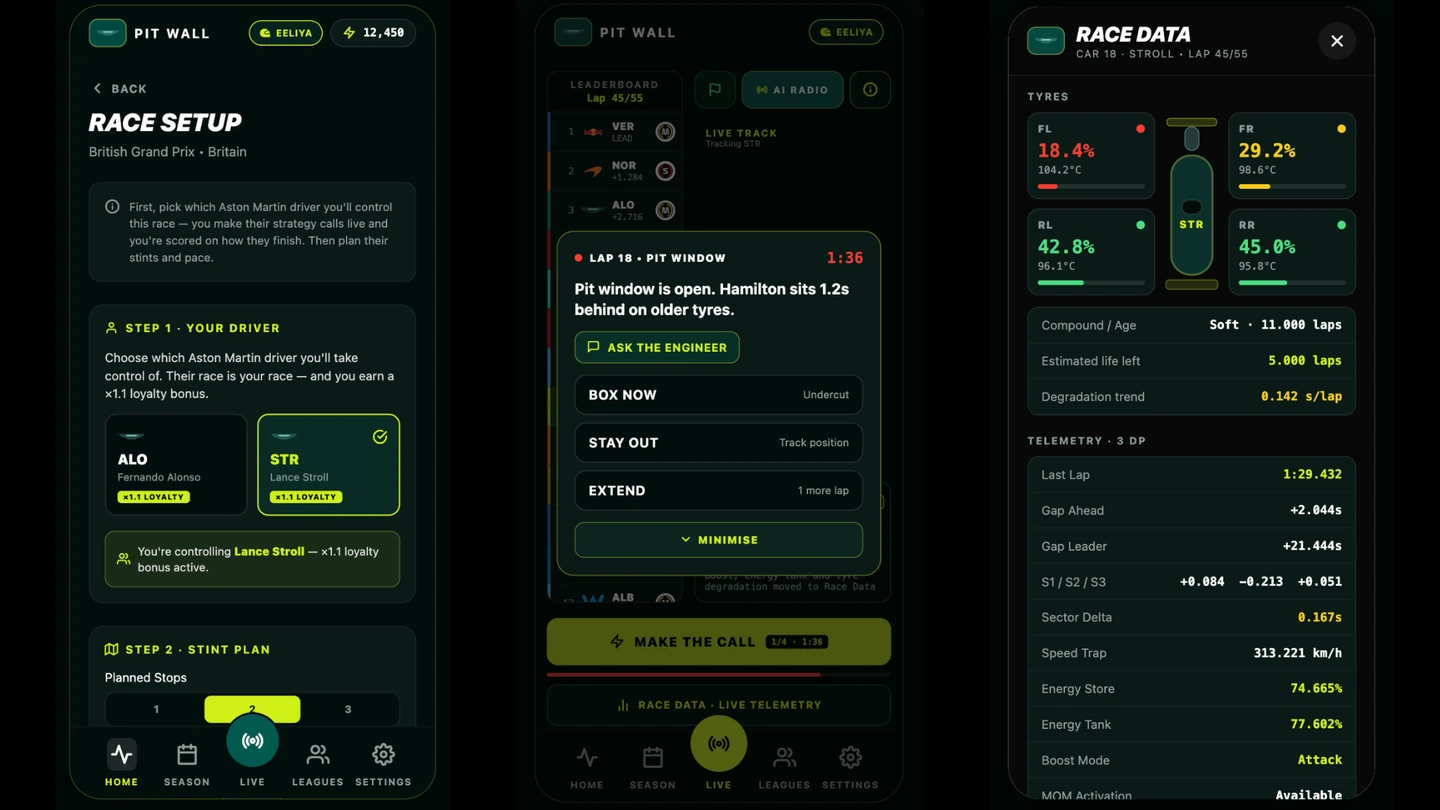 PIT WALL
EELIYA
12,450
BACK
RACE SETUP
British Grand Prix • Britain
First, pick which Aston Martin driver you'll control
this race — you make their strategy calls live and
you're scored on how they finish. Then plan their
stints and pace.
STEP 1 · YOUR DRIVER
Choose which Aston Martin driver you'll take
control of. Their race is your race — and you earn a
×1.1 loyalty bonus.
ALO
Fernando Alonso
×1.1 LOYALTY
STR
Lance Stroll
×1.1 LOYALTY
You're controlling Lance Stroll — ×1.1 loyalty
bonus active.
STEP 2 · STINT PLAN
Planned Stops
1 2 3
HOME SEASON LIVE LEAGUES SETTINGS
PIT WALL
EELIYA
LEADERBOARD
Lap 45/55
AI RADIO
1 VER M
LEAD
2 NOR S
+1.284
3 ALO M
+2.716
LIVE TRACK
Tracking STR
LAP 18 • PIT WINDOW 1:36
Pit window is open. Hamilton sits 1.2s
behind on older tyres.
ASK THE ENGINEER
BOX NOW Undercut
STAY OUT Track position
EXTEND 1 more lap
MINIMISE
Boost, Energy tank and tyre
degradation moved to Race Data
ALB
MAKE THE CALL 1/4 · 1:36
RACE DATA · LIVE TELEMETRY
HOME SEASON LIVE LEAGUES SETTINGS
RACE DATA
CAR 18 · STROLL • LAP 45/55
TYRES
FL
18.4%
104.2°C
FR
29.2%
98.6°C
RL
42.8%
96.1°C
STR
RR
45.0%
95.8°C
Compound / Age Soft · 11.000 laps
Estimated life left 5.000 laps
Degradation trend 0.142 s/lap
TELEMETRY · 3 DP
Last Lap 1:29.432
Gap Ahead +2.044s
Gap Leader +21.444s
S1 / S2 / S3 +0.084 −0.213 +0.051
Sector Delta 0.167s
Speed Trap 313.221 km/h
Energy Store 74.665%
Energy Tank 77.602%
Boost Mode Attack
MOM Activation Available